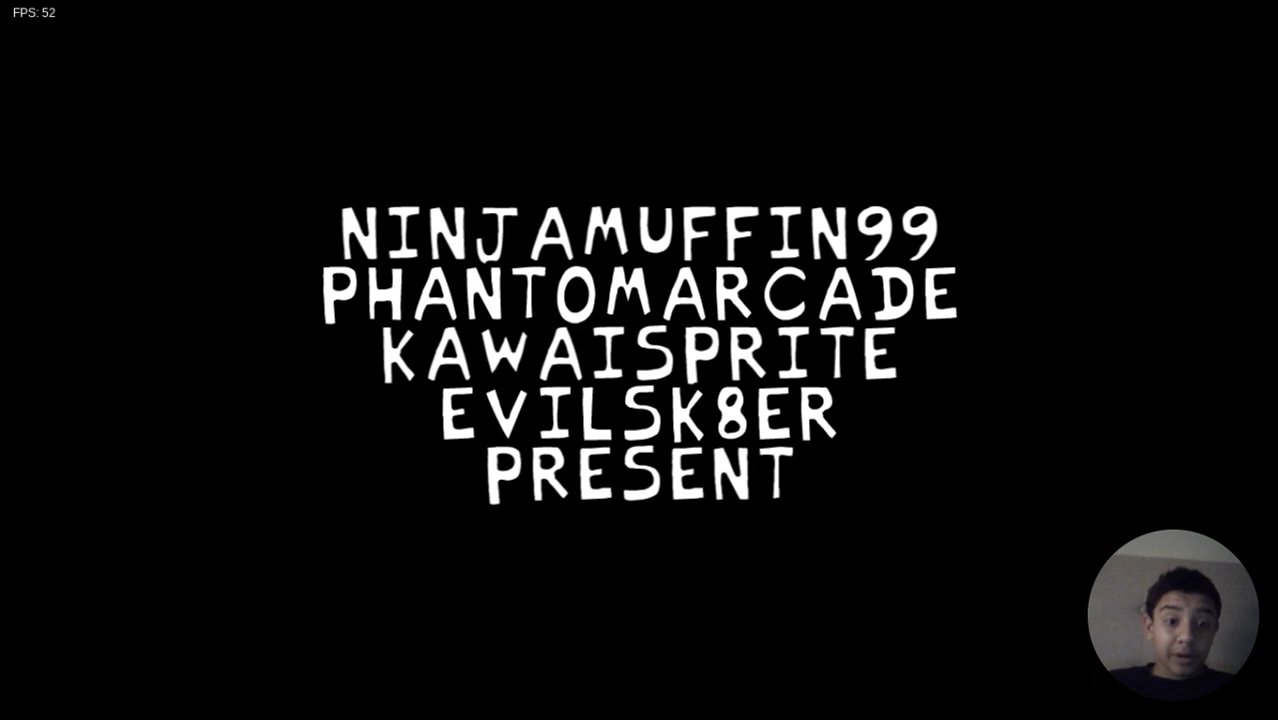 FPS: 52
NINJAMUFFIN99
PHANTOMARCADE
KAWAISPRITE
EVILSK8ER
PRESENT